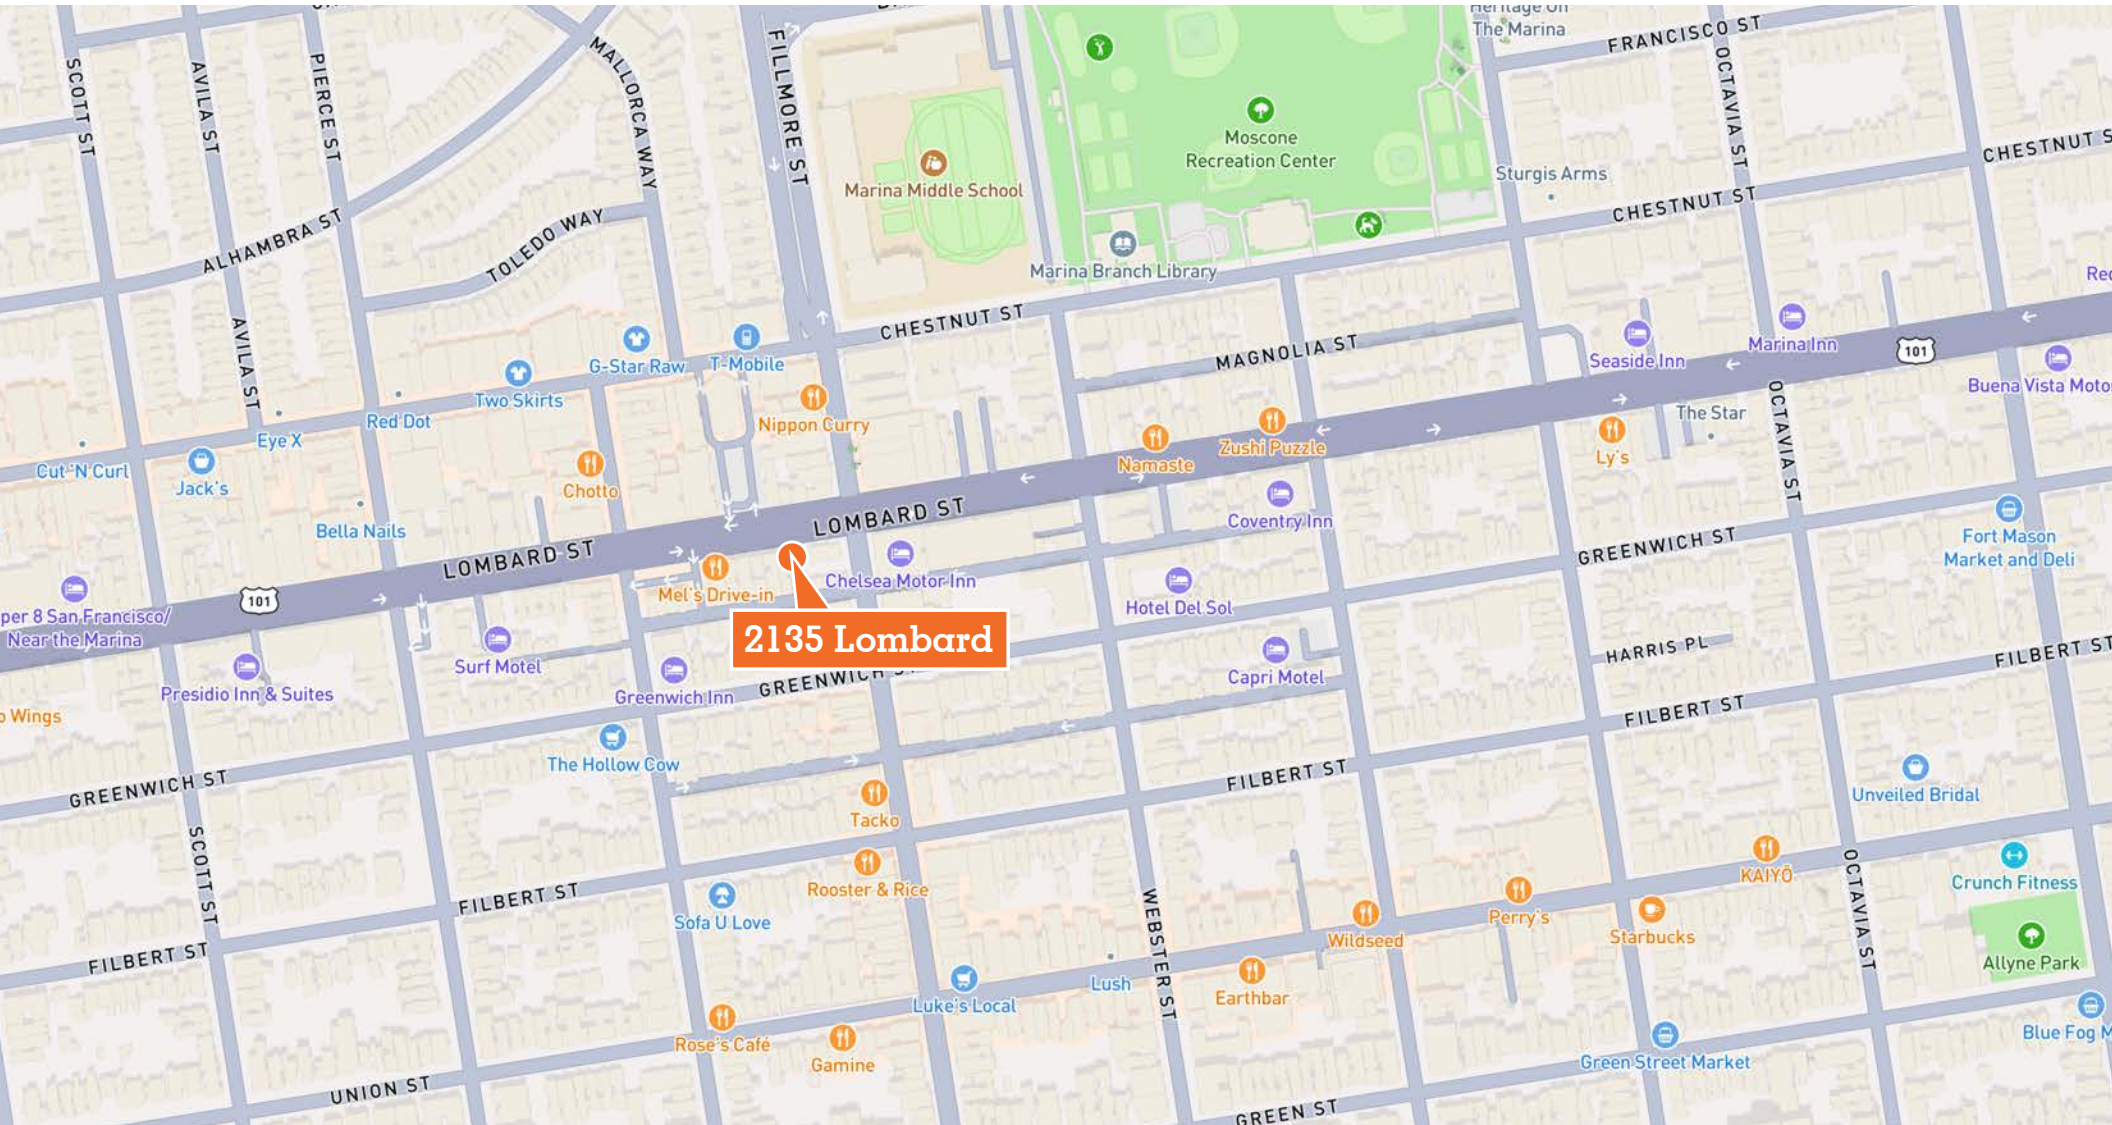 Heritage On
The Marina
FRANCISCO ST
SCOTT ST
AVILA ST
PIERCE ST
MALLORCA WAY
FILLMORE ST
OCTAVIA ST
Moscone
Recreation Center
CHESTNUT S
Marina Middle School
Sturgis Arms
CHESTNUT ST
ALHAMBRA ST
TOLEDO WAY
Marina Branch Library
Rec
CHESTNUT ST
AVILA ST
G-Star Raw
T-Mobile
MAGNOLIA ST
Seaside Inn
Marina Inn
101
Buena Vista Moto
Two Skirts
Red Dot
Nippon Curry
The Star
OCTAVIA ST
Eye X
Cut 'N Curl
Jack's
Chotto
Namaste
Zushi Puzzle
Ly's
Bella Nails
LOMBARD ST
Coventry Inn
Fort Mason
Market and Deli
LOMBARD ST
GREENWICH ST
101
Mel's Drive-in
Chelsea Motor Inn
Hotel Del Sol
per 8 San Francisco/
Near the Marina
2135 Lombard
Surf Motel
HARRIS PL
FILBERT ST
Presidio Inn & Suites
Greenwich Inn
GREENWICH ST
Capri Motel
o Wings
FILBERT ST
The Hollow Cow
GREENWICH ST
FILBERT ST
Unveiled Bridal
Tacko
SCOTT ST
Rooster & Rice
KAIYŌ
OCTAVIA ST
Crunch Fitness
FILBERT ST
Sofa U Love
WEBSTER ST
Wildseed
Perry's
Starbucks
FILBERT ST
Allyne Park
Lush
Earthbar
Luke's Local
Rose's Café
Gamine
Green Street Market
Blue Fog M
UNION ST
GREEN ST